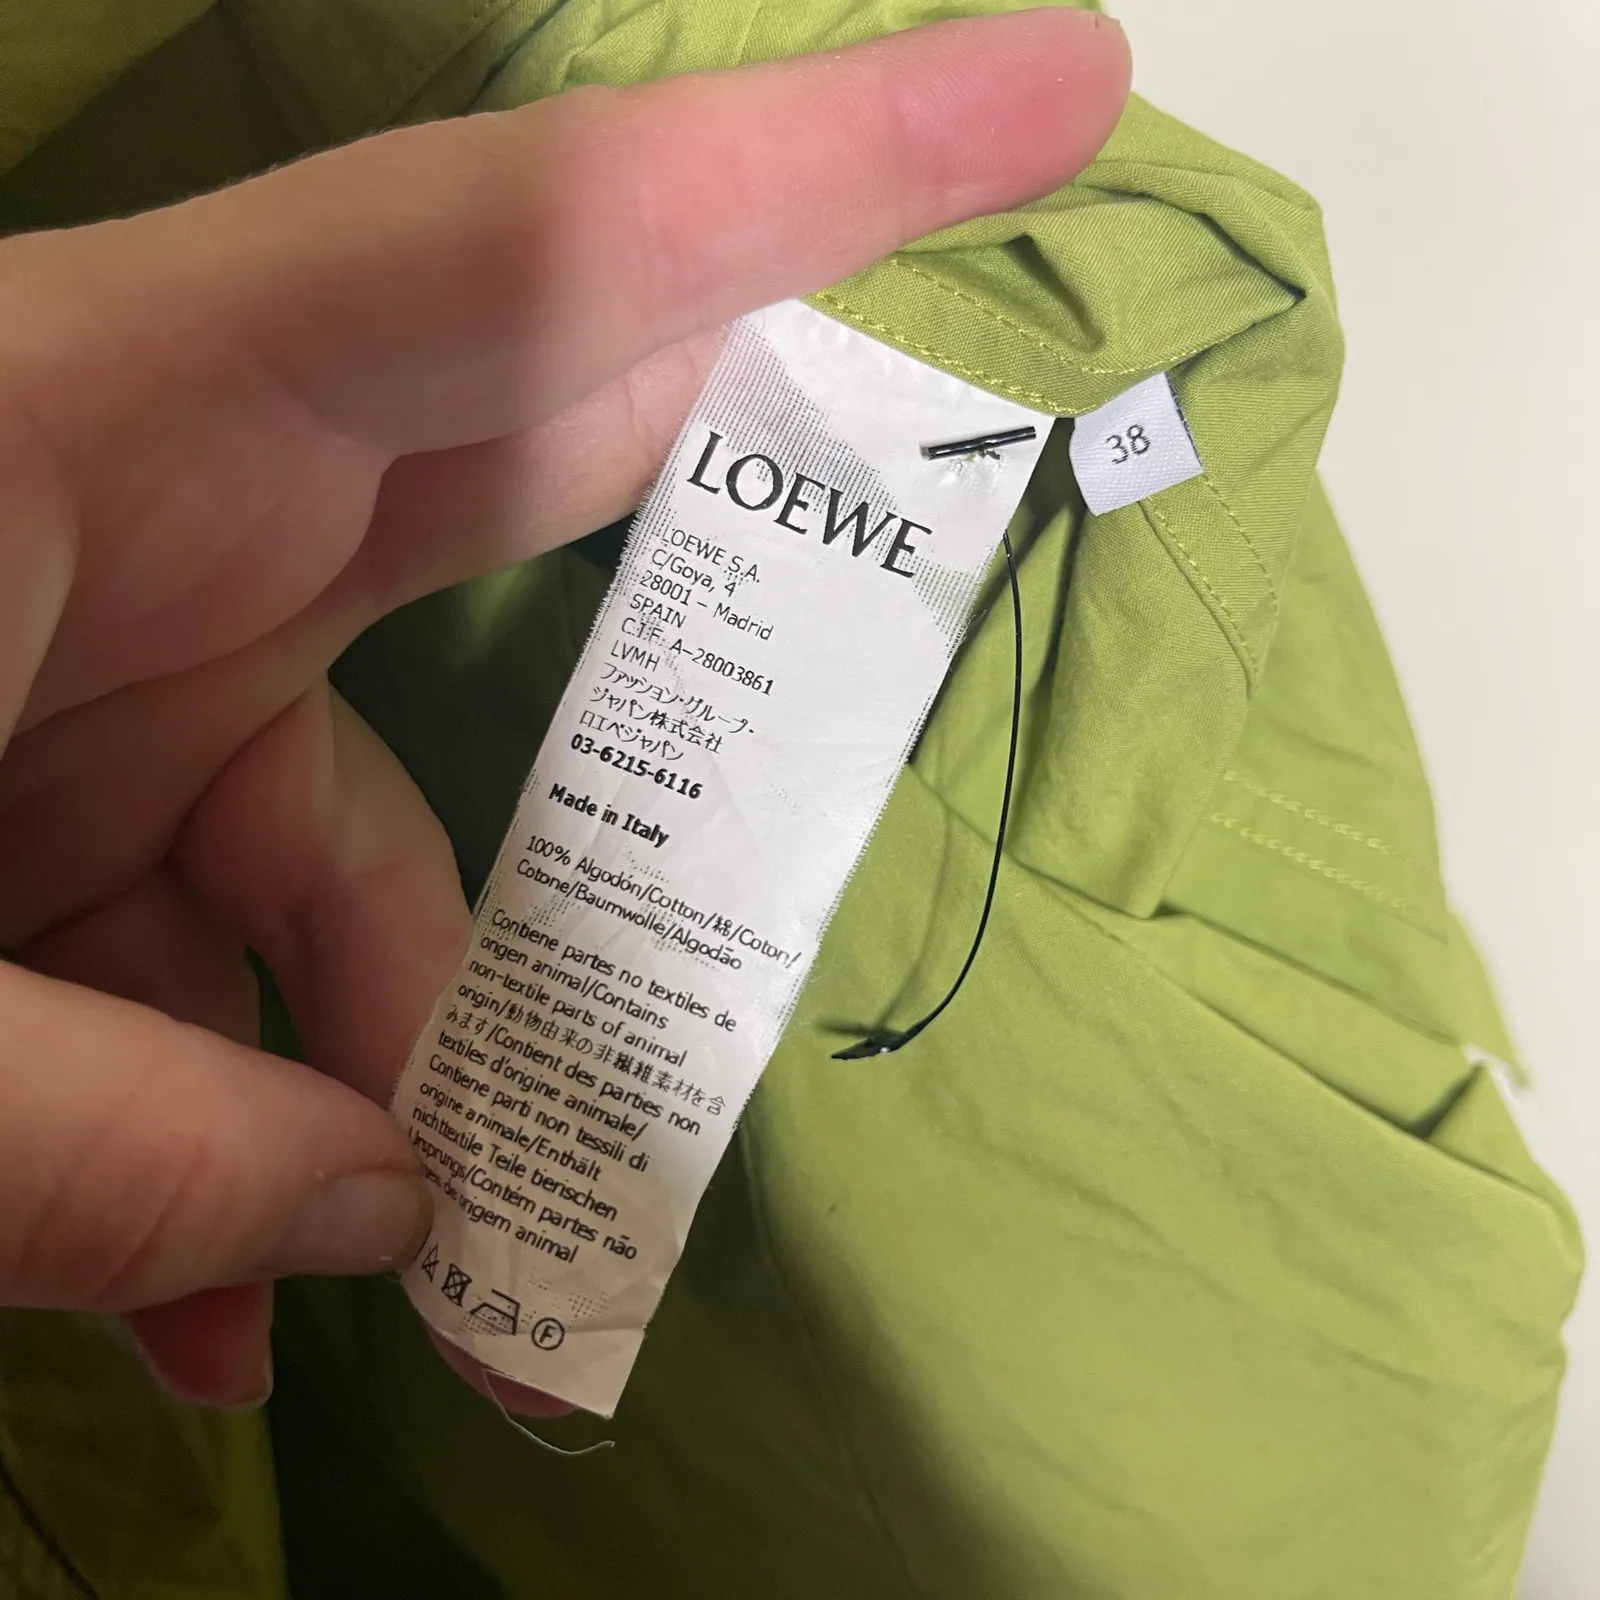 LOEWE
38
LOEWE S.A.
C/Goya, 4
28001 – Madrid
SPAIN
C.I.F. A-28003861
LVMH
ファッション・グループ・
ジャパン株式会社
ロエベジャパン
03-6215-6116
Made in Italy
100% Algodón/Cotton/綿/Coton/
Cotone/Baumwolle/Algodão
Contiene partes no textiles de
origen animal/Contains
non-textile parts of animal
origin/動物由来の非繊維素材を含
みます/Contient des parties non
textiles d'origine animale/
Contiene parti non tessili di
origine animale/Enthält
nichttextile Teile tierischen
Ursprungs/Contém partes não
de origem animal
F